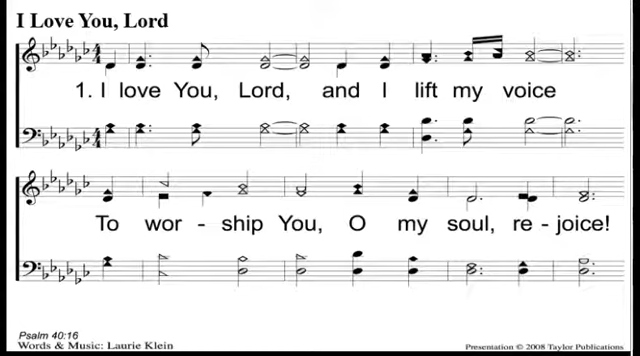 I Love You, Lord
1. I love You, Lord, and I lift my voice
To wor - ship You, O my soul, re - joice!
Psalm 40:16
Words & Music: Laurie Klein
Presentation © 2008 Taylor Publications